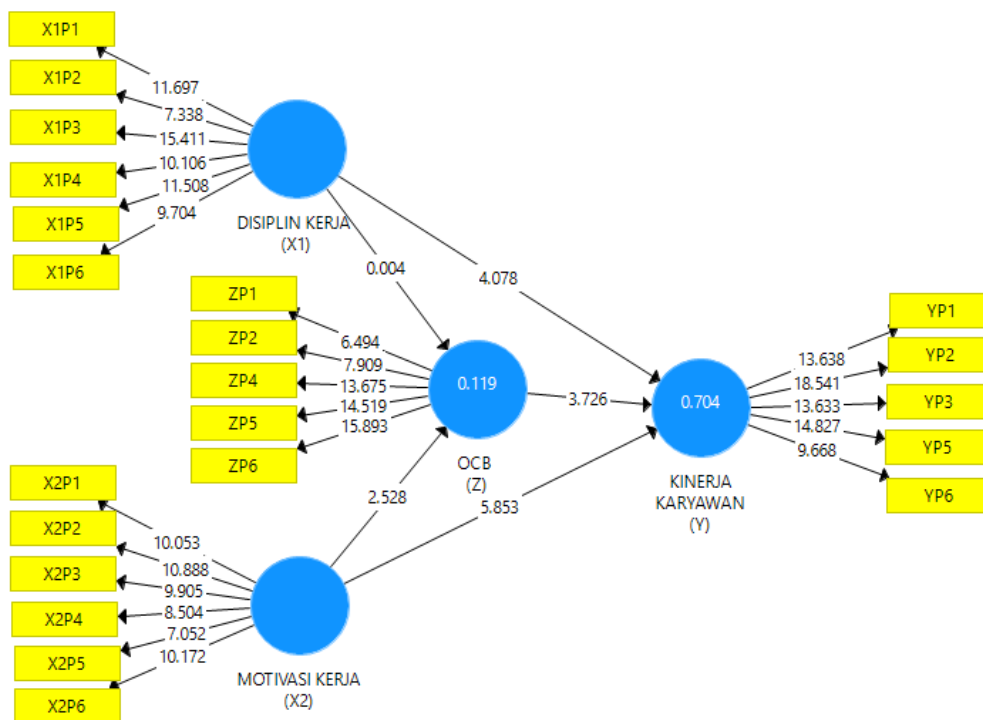 X1P1
X1P2
X1P3
X1P4
X1P5
X1P6
11.697
7.338
15.411
10.106
11.508
9.704
DISIPLIN KERJA
(X1)
0.004
4.078
ZP1
ZP2
ZP4
ZP5
ZP6
6.494
7.909
13.675
14.519
15.893
0.119
OCB
(Z)
3.726
0.704
KINERJA
KARYAWAN
(Y)
13.638
18.541
13.633
14.827
9.668
YP1
YP2
YP3
YP5
YP6
2.528
5.853
X2P1
X2P2
X2P3
X2P4
X2P5
X2P6
10.053
10.888
9.905
8.504
7.052
10.172
MOTIVASI KERJA
(X2)